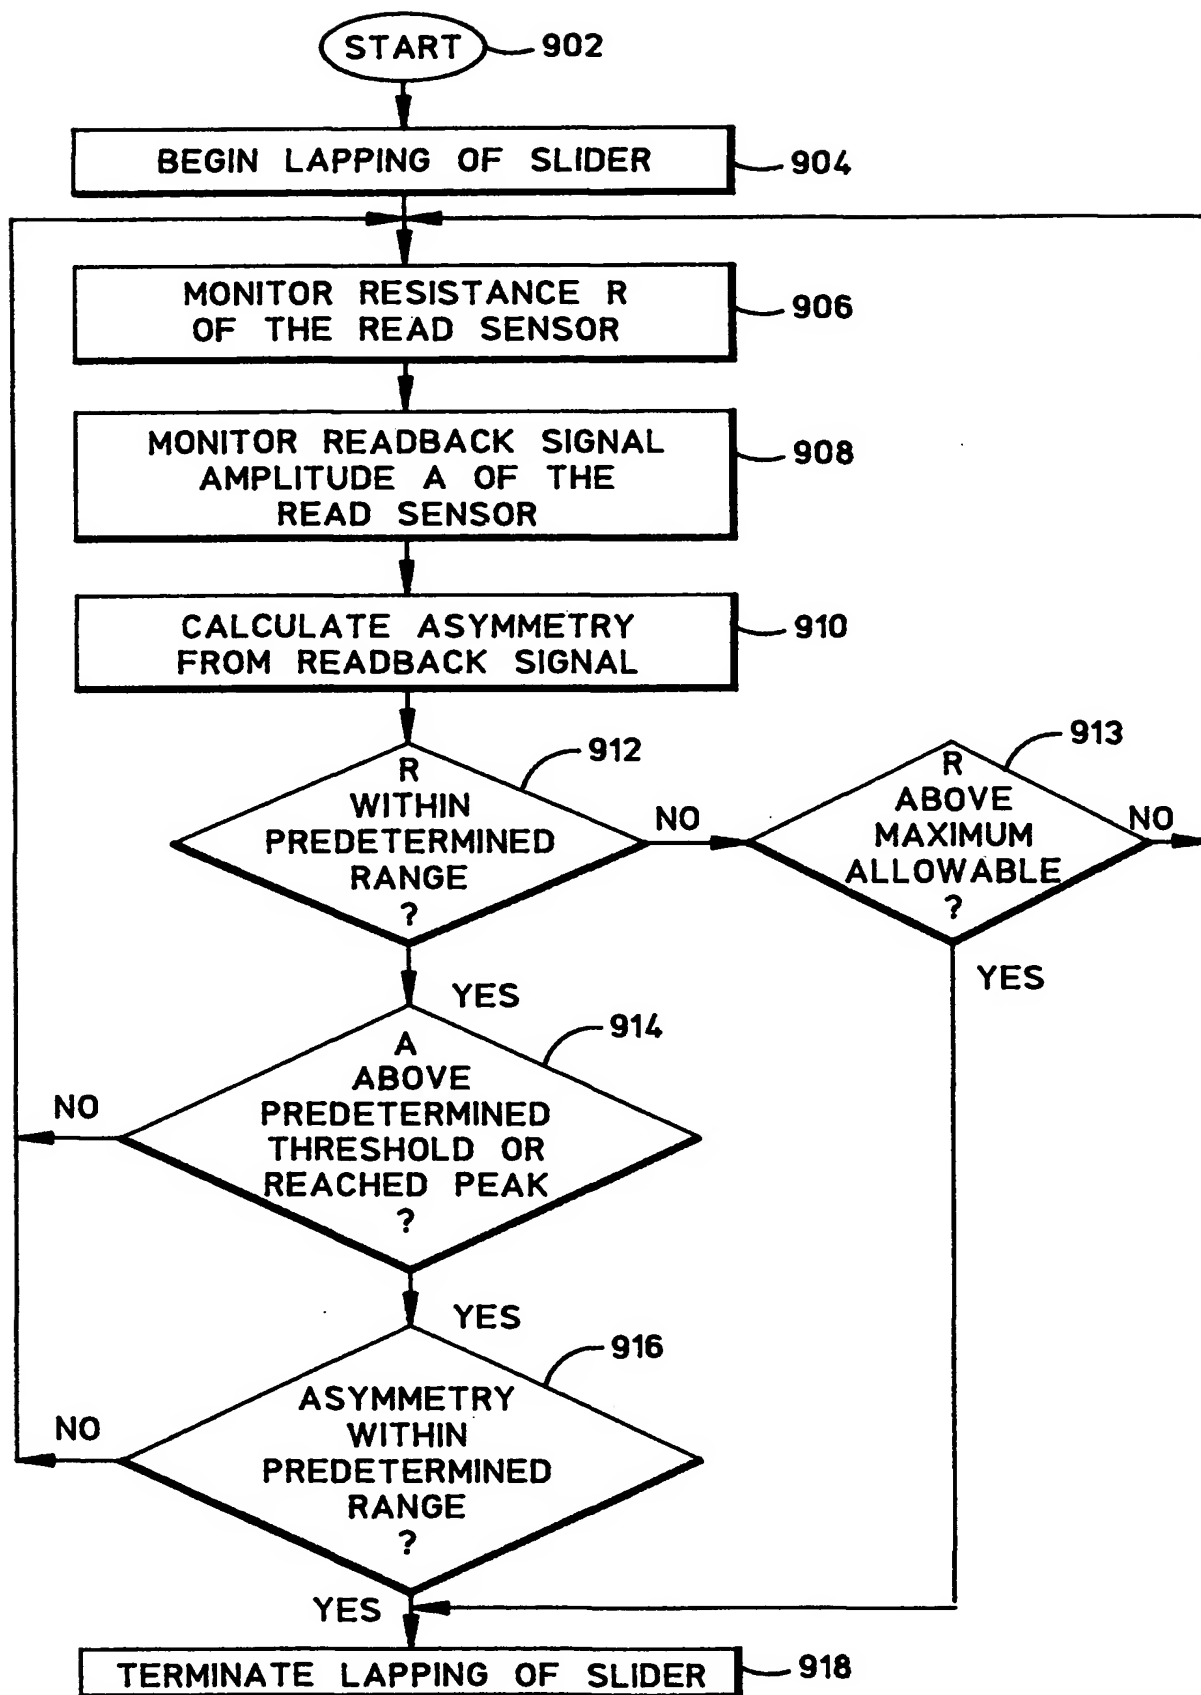 START
902
BEGIN LAPPING OF SLIDER
904
MONITOR RESISTANCE R
OF THE READ SENSOR
906
MONITOR READBACK SIGNAL
AMPLITUDE A OF THE
READ SENSOR
908
CALCULATE ASYMMETRY
FROM READBACK SIGNAL
910
R
WITHIN
PREDETERMINED
RANGE
?
912
NO
R
ABOVE
MAXIMUM
ALLOWABLE
?
913
NO
YES
YES
A
ABOVE
PREDETERMINED
THRESHOLD OR
REACHED PEAK
?
914
NO
YES
ASYMMETRY
WITHIN
PREDETERMINED
RANGE
?
916
NO
YES
TERMINATE LAPPING OF SLIDER
918